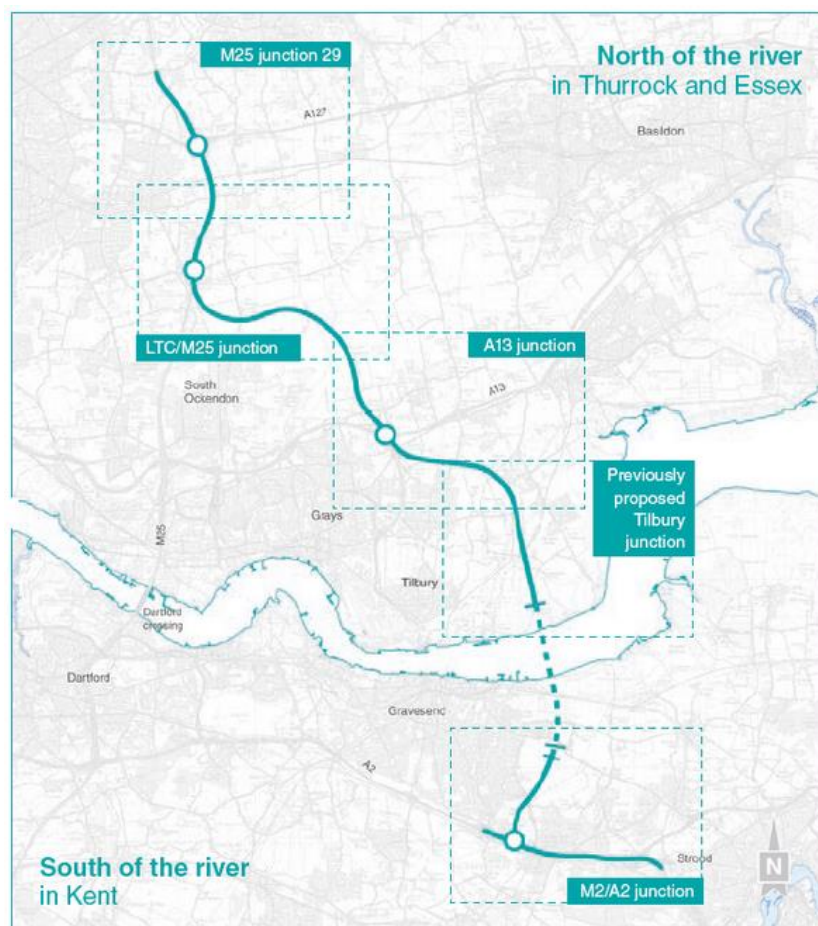 M25 junction 29
North of the river
in Thurrock and Essex
A127
Basildon
LTC/M25 junction
A13 junction
South
Ockendon
A13
Previously
proposed
Tilbury
junction
Grays
M25
Tilbury
Dartford
crossing
Dartford
Gravesend
A2
Strood
South of the river
in Kent
M2/A2 junction
N